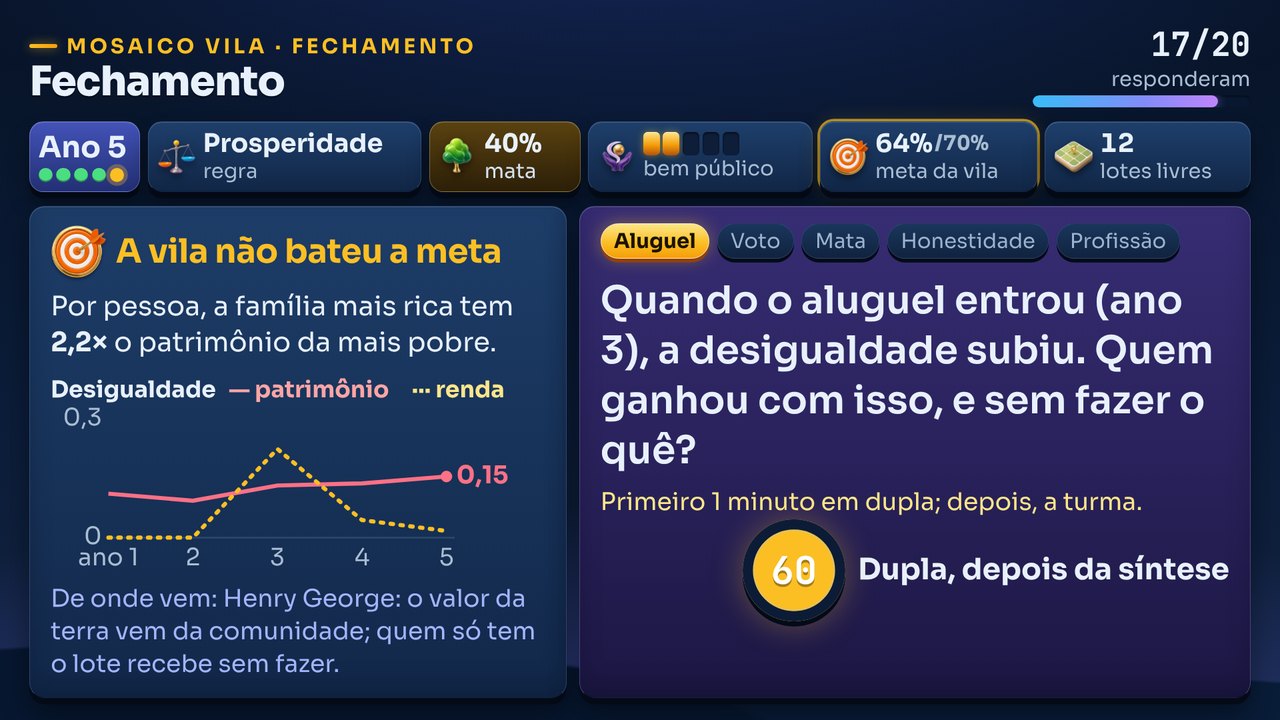 MOSAICO VILA · FECHAMENTO
Fechamento
17/20
responderam
Ano 5
Prosperidade
regra
40%
mata
bem público
64%/70%
meta da vila
12
lotes livres
A vila não bateu a meta
Por pessoa, a família mais rica tem
2,2× o patrimônio da mais pobre.
Desigualdade — patrimônio ··· renda
0,3
0,15
0
ano 1 2 3 4 5
De onde vem: Henry George: o valor da
terra vem da comunidade; quem só tem
o lote recebe sem fazer.
Aluguel Voto Mata Honestidade Profissão
Quando o aluguel entrou (ano
3), a desigualdade subiu. Quem
ganhou com isso, e sem fazer o
quê?
Primeiro 1 minuto em dupla; depois, a turma.
60 Dupla, depois da síntese